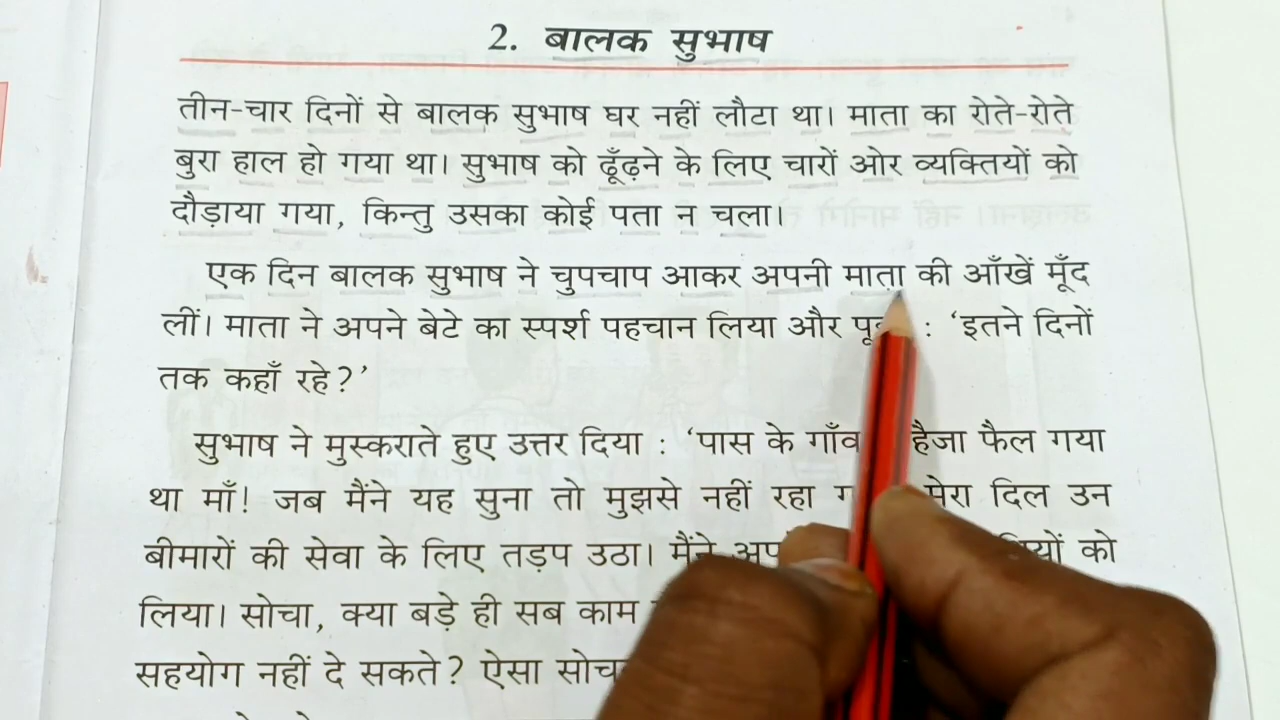 2. बालक सुभाष
तीन-चार दिनों से बालक सुभाष घर नहीं लौटा था। माता का रोते-रोते
बुरा हाल हो गया था। सुभाष को ढूँढ़ने के लिए चारों ओर व्यक्तियों को
दौड़ाया गया, किन्तु उसका कोई पता न चला।
एक दिन बालक सुभाष ने चुपचाप आकर अपनी माता की आँखें मूँद
लीं। माता ने अपने बेटे का स्पर्श पहचान लिया और : ‘इतने दिनों
तक कहाँ रहे?’
सुभाष ने मुस्कराते हुए उत्तर दिया : ‘पास के गाँव हैजा फैल गया
था माँ! जब मैंने यह सुना तो मुझसे नहीं रहा मेरा दिल उन
बीमारों की सेवा के लिए तड़प उठा। मैंने को
लिया। सोचा, क्या बड़े ही सब काम
सहयोग नहीं दे सकते? ऐसा